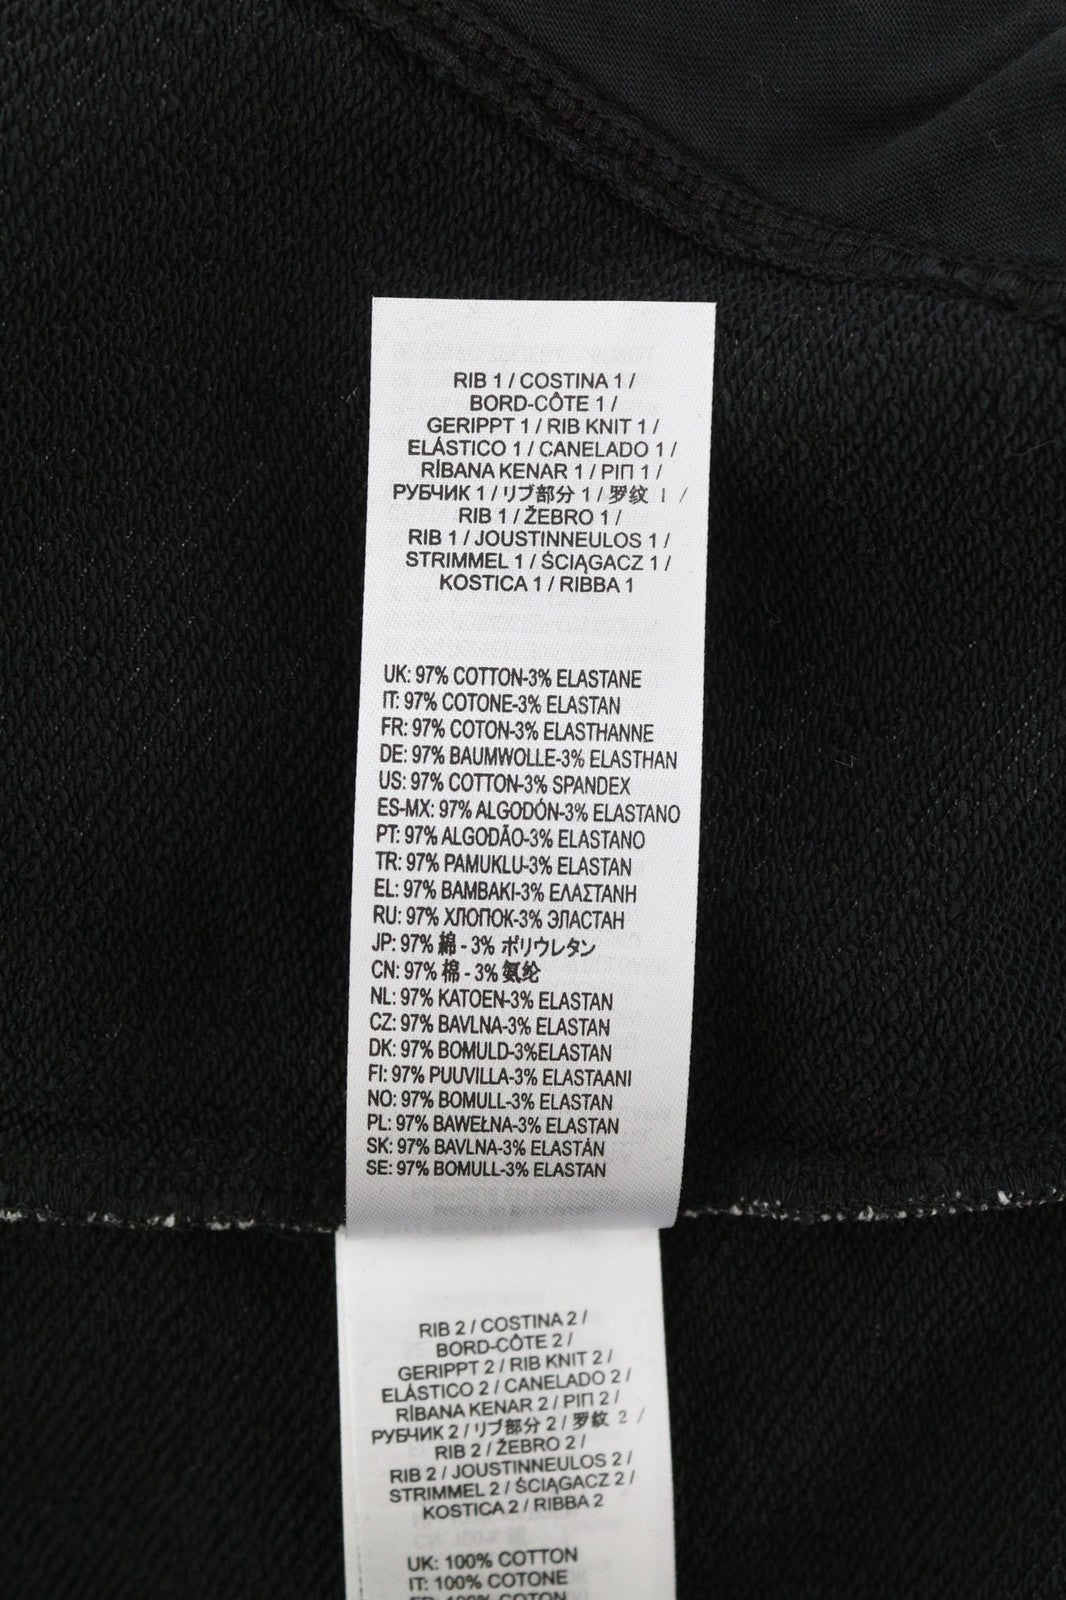 RIB 1 / COSTINA 1 /
BORD-CÔTE 1 /
GERIPPT 1 / RIB KNIT 1 /
ELÁSTICO 1 / CANELADO 1 /
RİBANA KENAR 1 / ΡΙΠ 1 /
РУБЧИК 1 / リブ部分 1 / 罗纹 1 /
RIB 1 / ŽEBRO 1 /
RIB 1 / JOUSTINNEULOS 1 /
STRIMMEL 1 / ŚCIĄGACZ 1 /
KOSTICA 1 / RIBBA 1
UK: 97% COTTON-3% ELASTANE
IT: 97% COTONE-3% ELASTAN
FR: 97% COTON-3% ELASTHANNE
DE: 97% BAUMWOLLE-3% ELASTHAN
US: 97% COTTON-3% SPANDEX
ES-MX: 97% ALGODÓN-3% ELASTANO
PT: 97% ALGODÃO-3% ELASTANO
TR: 97% PAMUKLU-3% ELASTAN
EL: 97% ΒΑΜΒΑΚΙ-3% ΕΛΑΣΤΑΝΗ
RU: 97% ХЛОПОК-3% ЭЛАСТАН
JP: 97% 綿 - 3% ポリウレタン
CN: 97% 棉 - 3% 氨纶
NL: 97% KATOEN-3% ELASTAN
CZ: 97% BAVLNA-3% ELASTAN
DK: 97% BOMULD-3%ELASTAN
FI: 97% PUUVILLA-3% ELASTAANI
NO: 97% BOMULL-3% ELASTAN
PL: 97% BAWEŁNA-3% ELASTAN
SK: 97% BAVLNA-3% ELASTÁN
SE: 97% BOMULL-3% ELASTAN
RIB 2 / COSTINA 2 /
BORD-CÔTE 2 /
GERIPPT 2 / RIB KNIT 2 /
ELÁSTICO 2 / CANELADO 2 /
RİBANA KENAR 2 / ΡΙΠ 2 /
РУБЧИК 2 / リブ部分 2 / 罗纹 2 /
RIB 2 / ŽEBRO 2 /
RIB 2 / JOUSTINNEULOS 2 /
STRIMMEL 2 / ŚCIĄGACZ 2 /
KOSTICA 2 / RIBBA 2
UK: 100% COTTON
IT: 100% COTONE
FR: 100% COTON